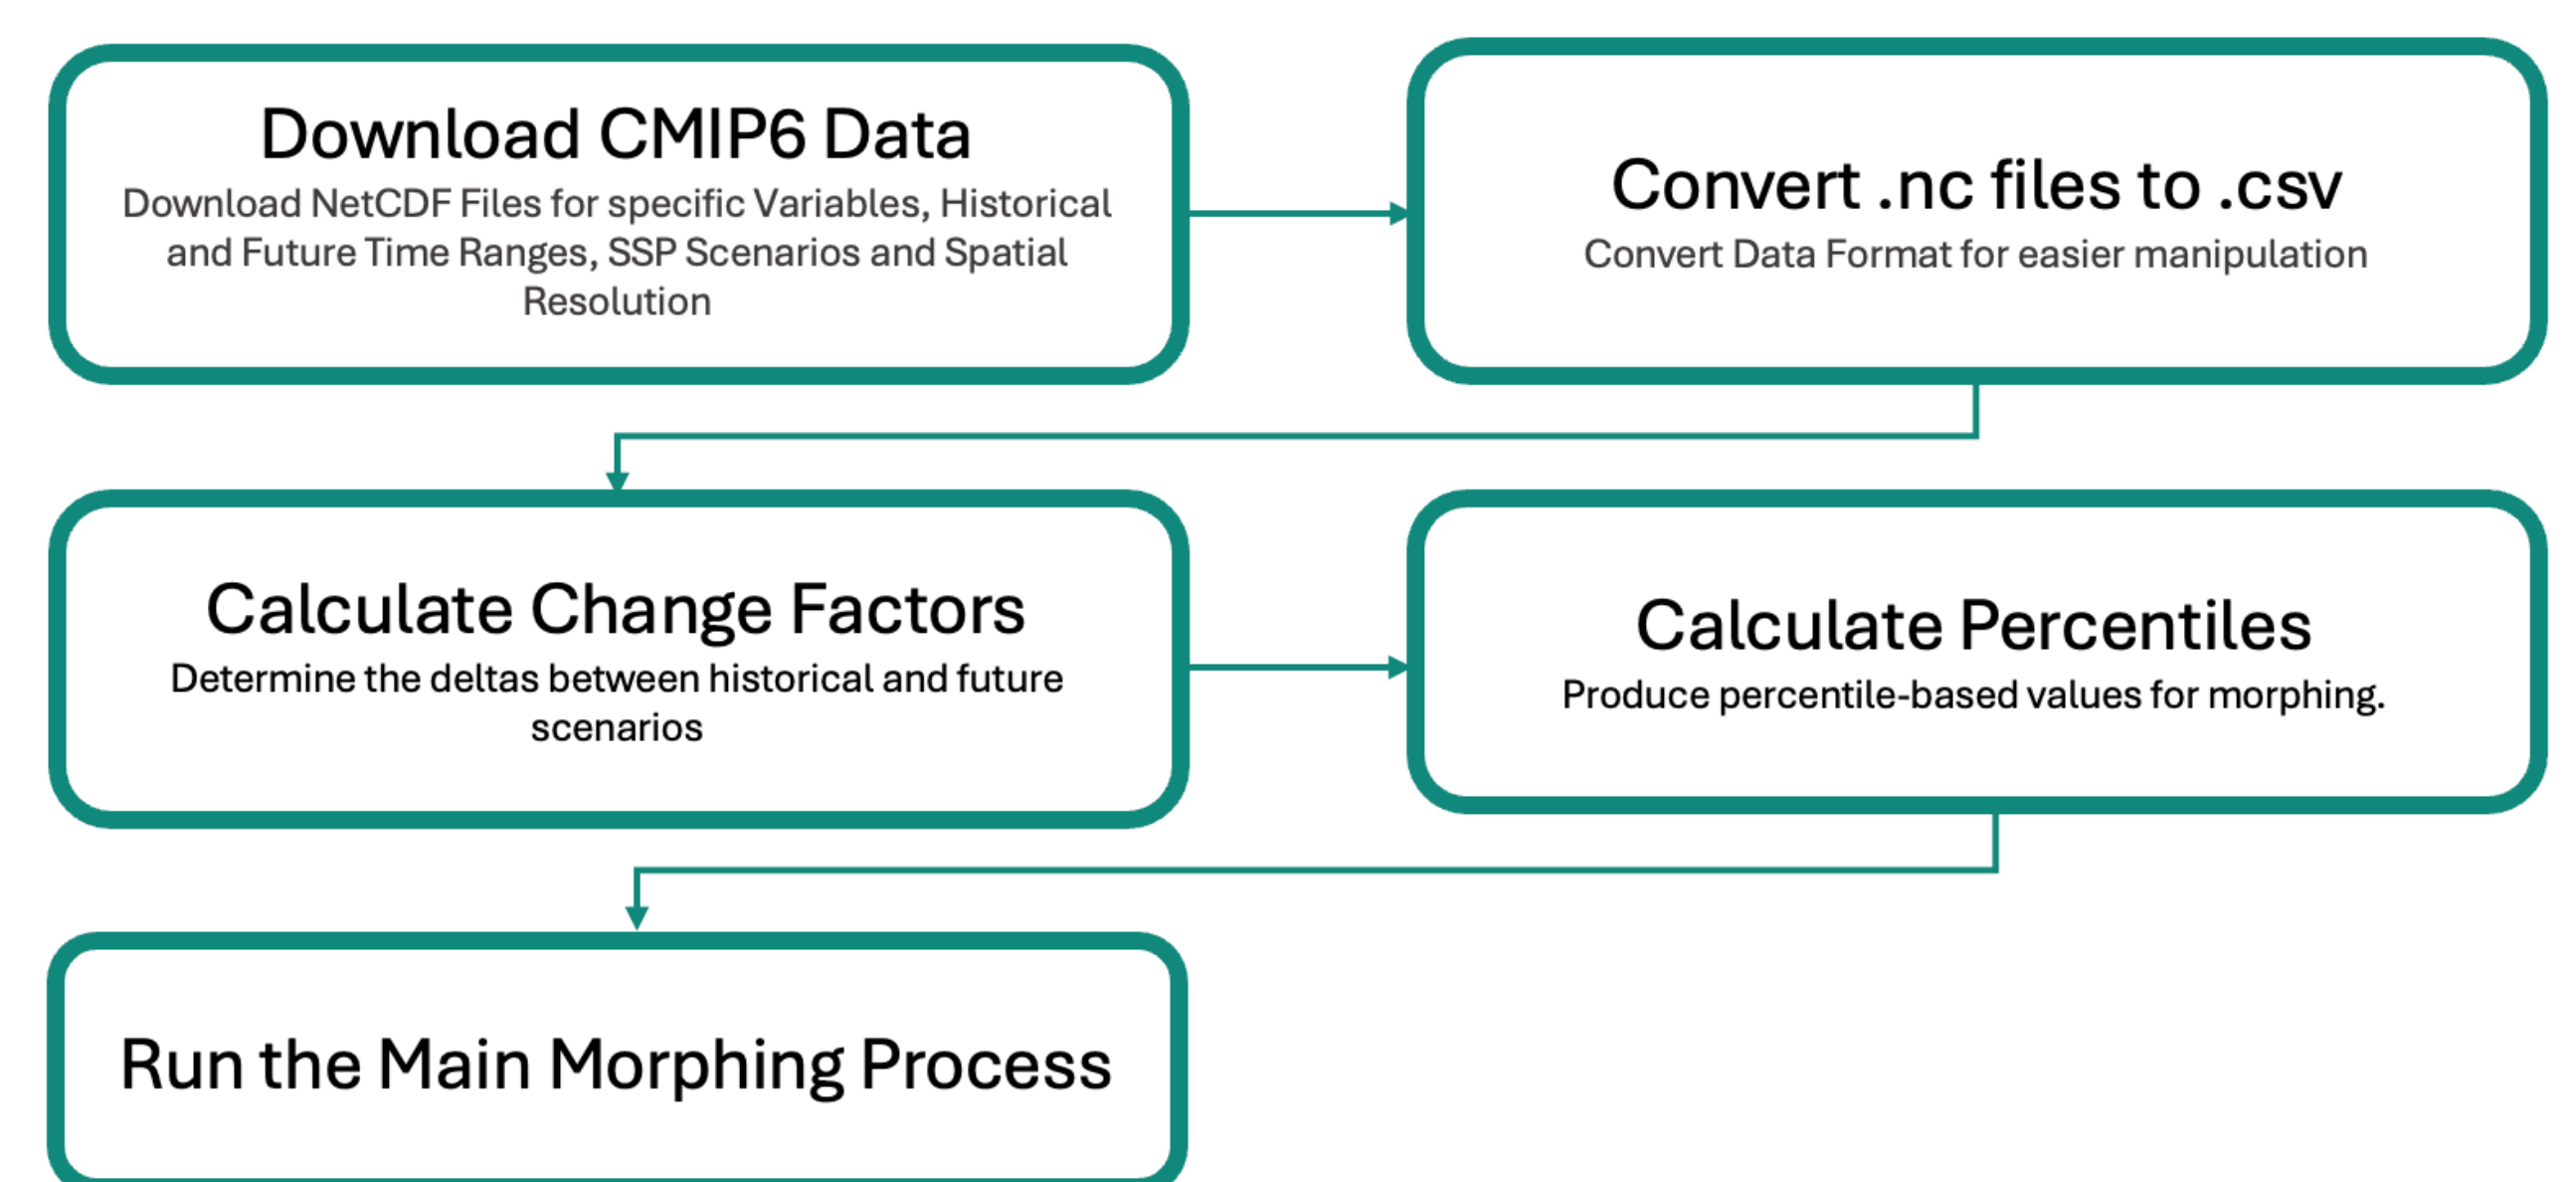 Download CMIP6 Data
Download NetCDF Files for specific Variables, Historical
and Future Time Ranges, SSP Scenarios and Spatial
Resolution
Convert .nc files to .csv
Convert Data Format for easier manipulation
Calculate Change Factors
Determine the deltas between historical and future
scenarios
Calculate Percentiles
Produce percentile-based values for morphing.
Run the Main Morphing Process